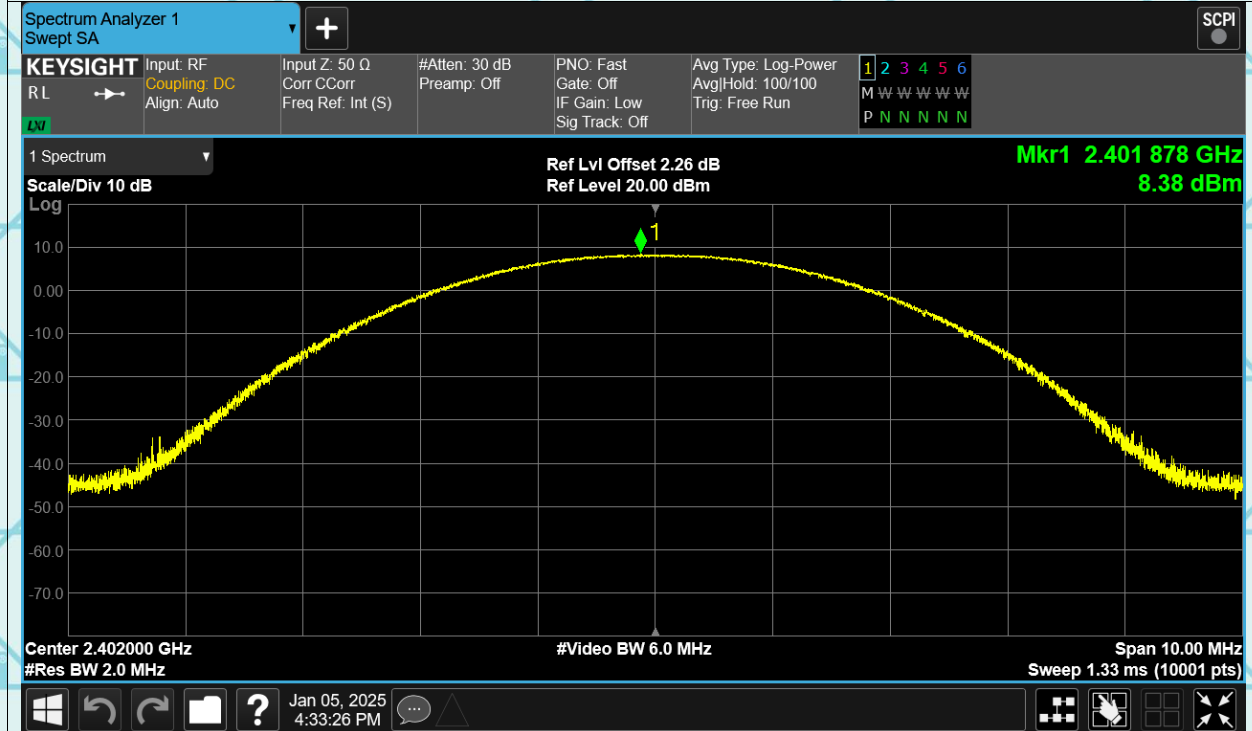 Spectrum Analyzer 1
Swept SA
SCPI
KEYSIGHT
R L
LXI
Input: RF
Coupling: DC
Align: Auto
Input Z: 50 Ω
Corr CCorr
Freq Ref: Int (S)
#Atten: 30 dB
Preamp: Off
PNO: Fast
Gate: Off
IF Gain: Low
Sig Track: Off
Avg Type: Log-Power
Avg|Hold: 100/100
Trig: Free Run
1 2 3 4 5 6
M W W W W W
P N N N N N
1 Spectrum
Scale/Div 10 dB
Log
Ref Lvl Offset 2.26 dB
Ref Level 20.00 dBm
Mkr1 2.401 878 GHz
8.38 dBm
1
10.0
0.00
-10.0
-20.0
-30.0
-40.0
-50.0
-60.0
-70.0
Center 2.402000 GHz
#Res BW 2.0 MHz
#Video BW 6.0 MHz
Span 10.00 MHz
Sweep 1.33 ms (10001 pts)
?
Jan 05, 2025
4:33:26 PM